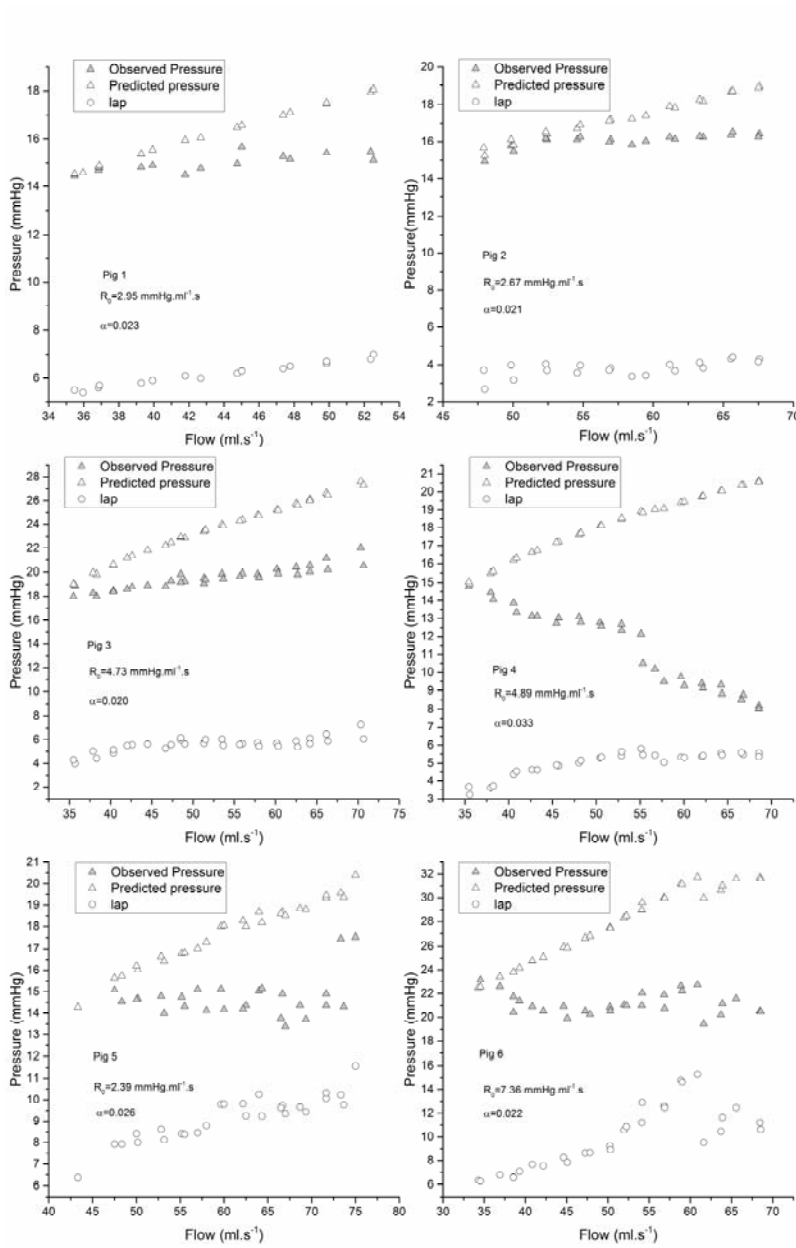 Observed Pressure
Predicted pressure
lap
Pressure (mmHg)
18
16
14
12
10
8
6
Pig 1
R₀=2.95 mmHg.ml⁻¹.s
α=0.023
34 36 38 40 42 44 46 48 50 52 54
Flow (ml.s⁻¹)
Observed Pressure
Predicted pressure
lap
Pressure(mmHg)
20
18
16
14
12
10
8
6
4
2
Pig 2
R₀=2.67 mmHg.ml⁻¹.s
α=0.021
45 50 55 60 65 70
Flow (ml.s⁻¹)
Observed Pressure
Predicted pressure
lap
Pressure (mmHg)
28
26
24
22
20
18
16
14
12
10
8
6
4
2
Pig 3
R₀=4.73 mmHg.ml⁻¹.s
α=0.020
35 40 45 50 55 60 65 70 75
Flow (ml.s⁻¹)
Observed Pressure
Predicted pressure
lap
Pressure (mmHg)
21
20
19
18
17
16
15
14
13
12
11
10
9
8
7
6
5
4
3
Pig 4
R₀=4.89 mmHg.ml⁻¹.s
α=0.033
35 40 45 50 55 60 65 70
Flow (ml.s⁻¹)
Observed Pressure
Predicted pressure
lap
Pressure (mmHg)
21
20
19
18
17
16
15
14
13
12
11
10
9
8
7
6
Pig 5
R₀=2.39 mmHg.ml⁻¹.s
α=0.026
40 45 50 55 60 65 70 75 80
Flow (ml.s⁻¹)
Observed Pressure
Predicted pressure
lap
Pressure (mmHg)
32
30
28
26
24
22
20
18
16
14
12
10
8
6
Pig 6
R₀=7.36 mmHg.ml⁻¹.s
α=0.022
30 35 40 45 50 55 60 65 70
Flow (ml.s⁻¹)